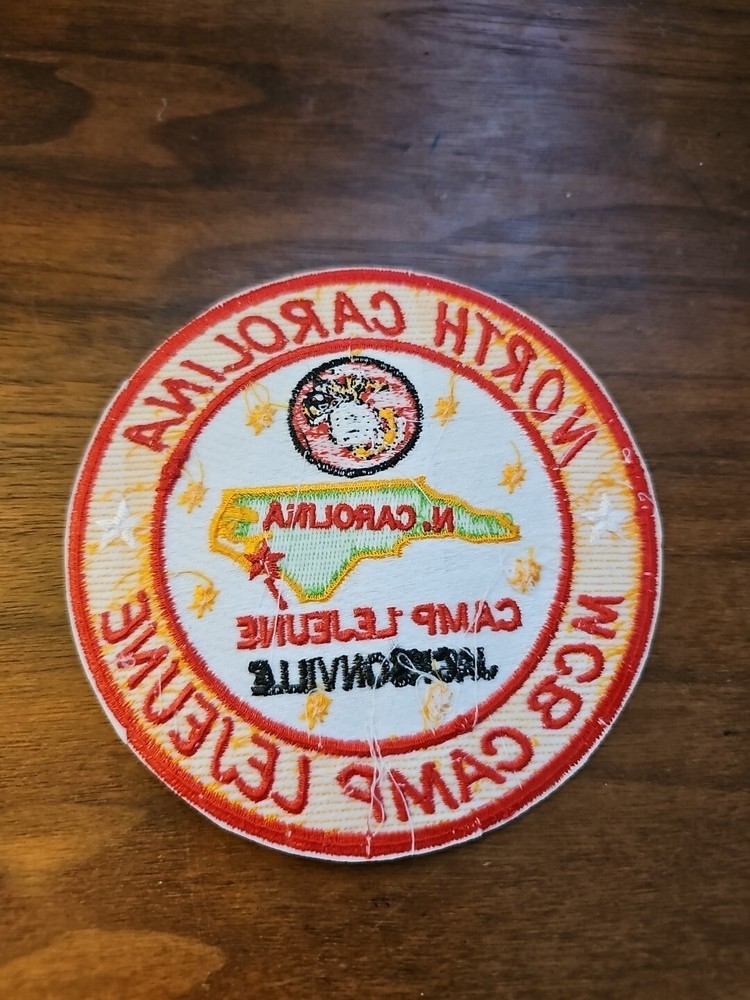 NORTH CAROLINA
N. CAROLINA
CAMP LEJEUNE
JACKSONVILLE
MCB CAMP LEJEUNE